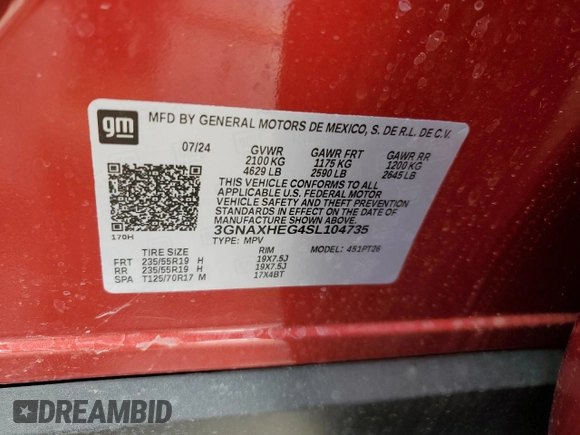 gm
MFD BY GENERAL MOTORS DE MEXICO, S. DE R.L. DE C.V.
07/24 GVWR GAWR FRT GAWR RR
2100 KG 1175 KG 1200 KG
4629 LB 2590 LB 2645 LB
THIS VEHICLE CONFORMS TO ALL
APPLICABLE U.S. FEDERAL MOTOR
VEHICLE SAFETY AND THEFT PREVENTION
STANDARDS IN EFFECT ON THE DATE OF
MANUFACTURE SHOWN ABOVE.
170H 3GNAXHEG4SL104735
TYPE: MPV MODEL: 451PT26
TIRE SIZE RIM
FRT 235/55R19 H 19X7.5J
RR 235/55R19 H 19X7.5J
SPA T125/70R17 M 17X4BT
DREAMBID